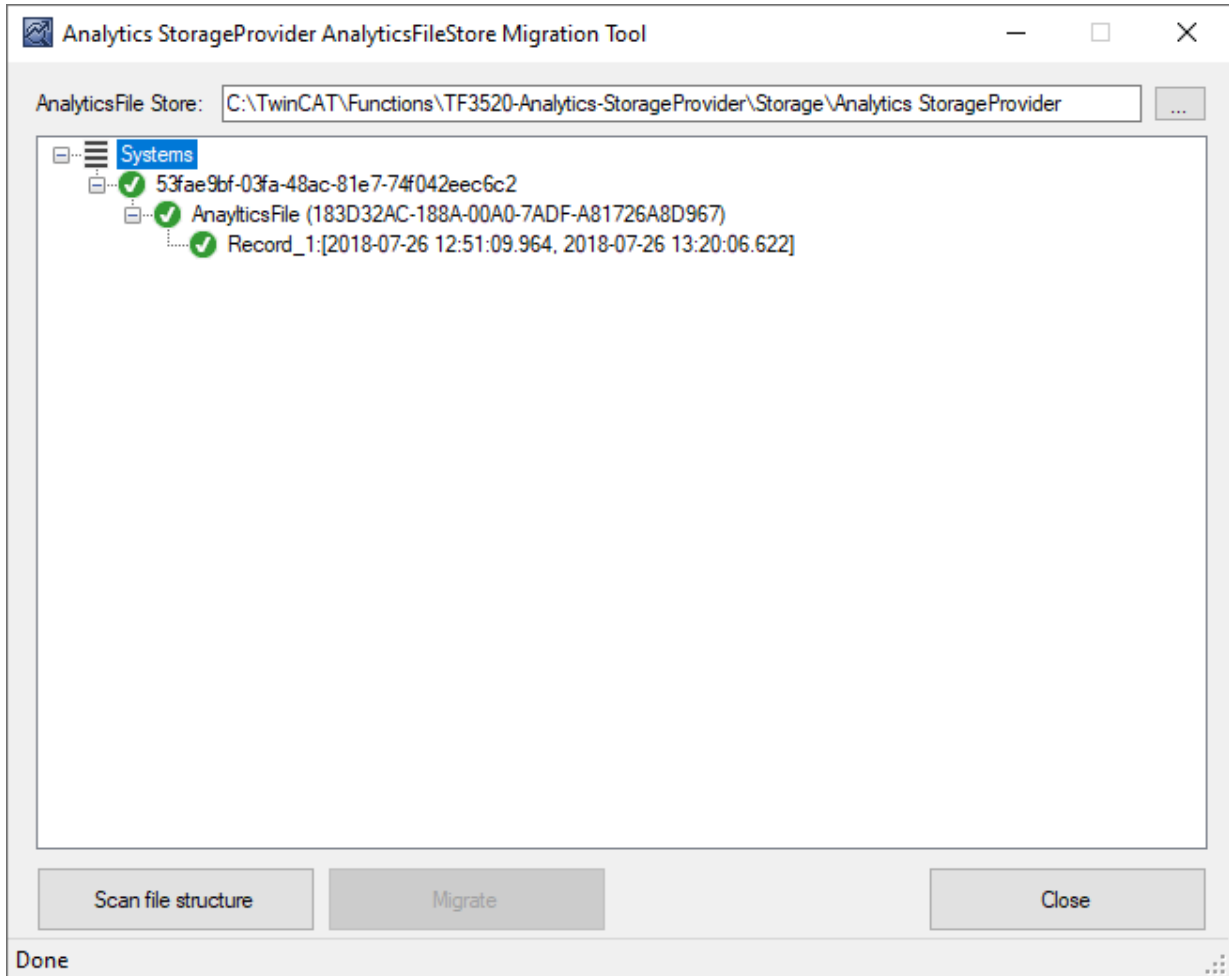 Analytics StorageProvider AnalyticsFileStore Migration Tool
AnalyticsFile Store: C:\TwinCAT\Functions\TF3520-Analytics-StorageProvider\Storage\Analytics StorageProvider ...
Systems
53fae9bf-03fa-48ac-81e7-74f042eec6c2
AnaylticsFile (183D32AC-188A-00A0-7ADF-A81726A8D967)
Record_1:[2018-07-26 12:51:09.964, 2018-07-26 13:20:06.622]
Scan file structure Migrate Close
Done